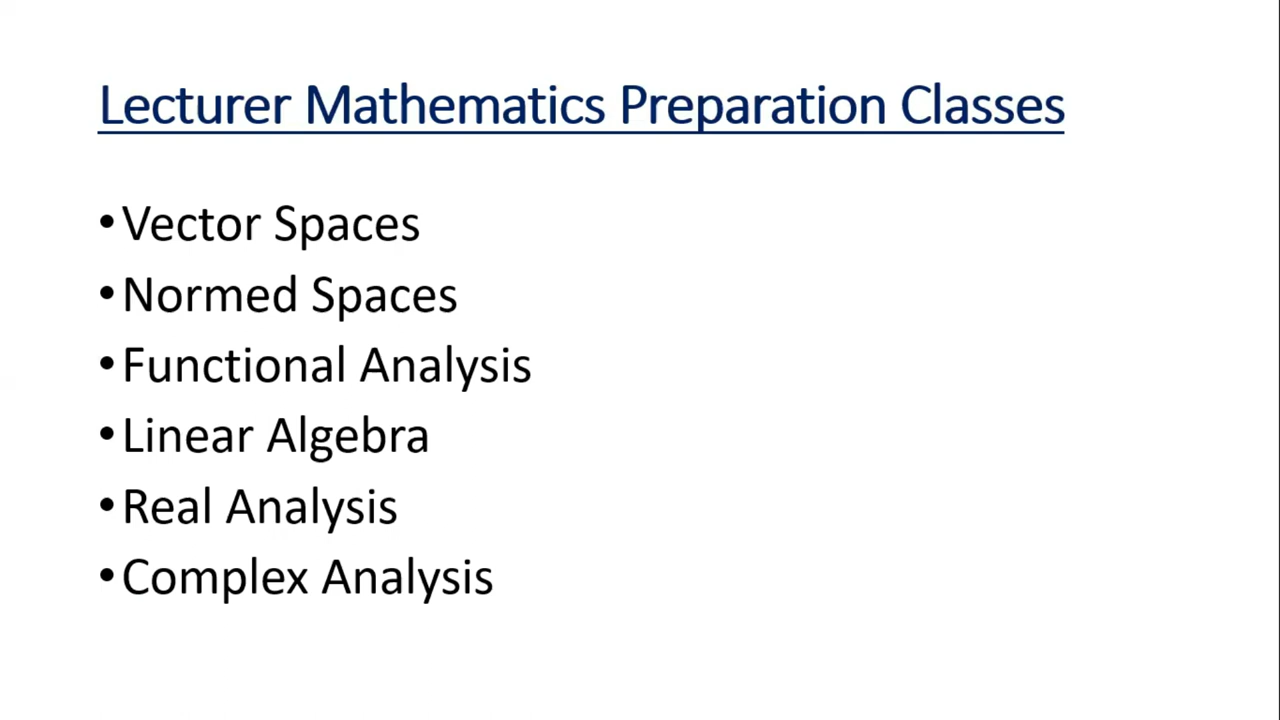 Lecturer Mathematics Preparation Classes
•Vector Spaces
•Normed Spaces
•Functional Analysis
•Linear Algebra
•Real Analysis
•Complex Analysis